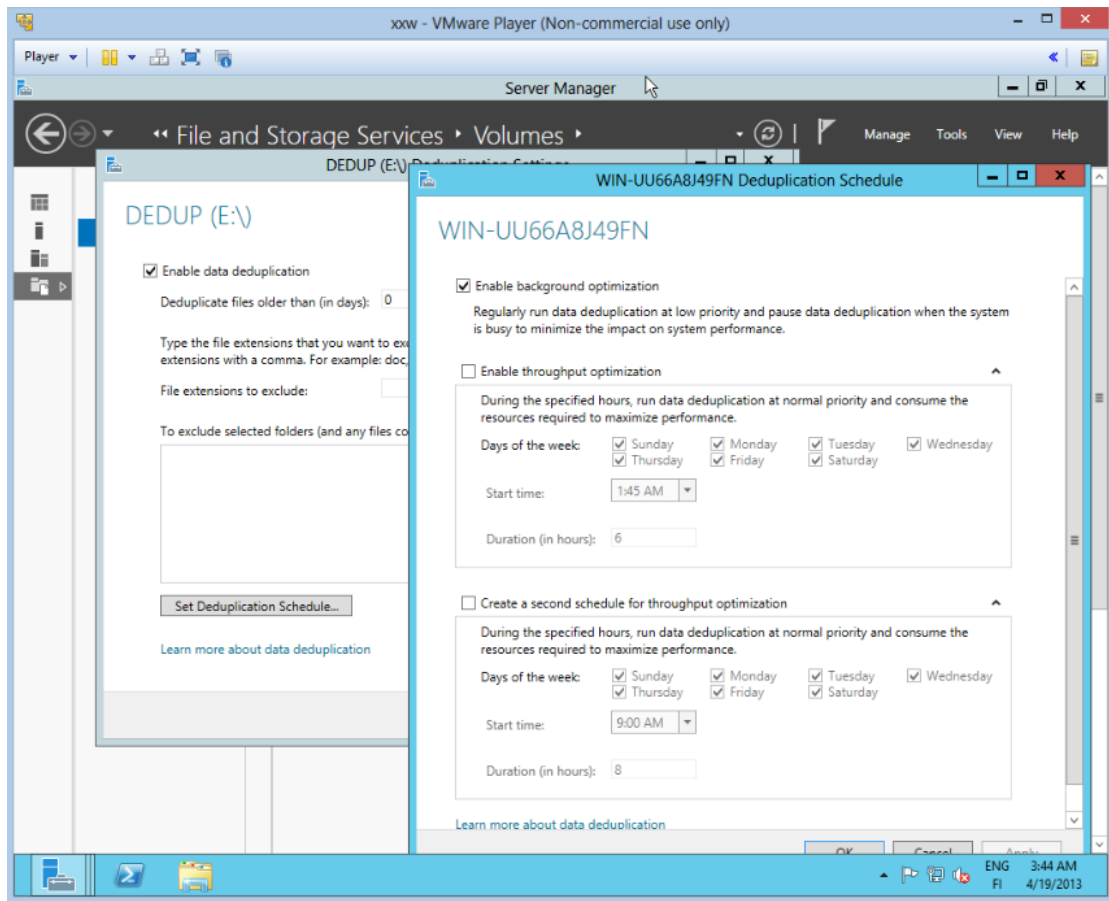 xxw - VMware Player (Non-commercial use only)
Player
Server Manager
File and Storage Services Volumes
Manage Tools View Help
DEDUP (E:\) Deduplication Settings
DEDUP (E:\)
Enable data deduplication
Deduplicate files older than (in days): 0
Type the file extensions that you want to
extensions with a comma. For example: doc,
File extensions to exclude:
To exclude selected folders (and any files
Set Deduplication Schedule...
Learn more about data deduplication
WIN-UU66A8J49FN Deduplication Schedule
WIN-UU66A8J49FN
Enable background optimization
Regularly run data deduplication at low priority and pause data deduplication when the system
is busy to minimize the impact on system performance.
Enable throughput optimization
During the specified hours, run data deduplication at normal priority and consume the
resources required to maximize performance.
Days of the week: Sunday Monday Tuesday Wednesday
Thursday Friday Saturday
Start time: 1:45 AM
Duration (in hours): 6
Create a second schedule for throughput optimization
During the specified hours, run data deduplication at normal priority and consume the
resources required to maximize performance.
Days of the week: Sunday Monday Tuesday Wednesday
Thursday Friday Saturday
Start time: 9:00 AM
Duration (in hours): 8
Learn more about data deduplication
OK Cancel Apply
ENG 3:44 AM
FI 4/19/2013